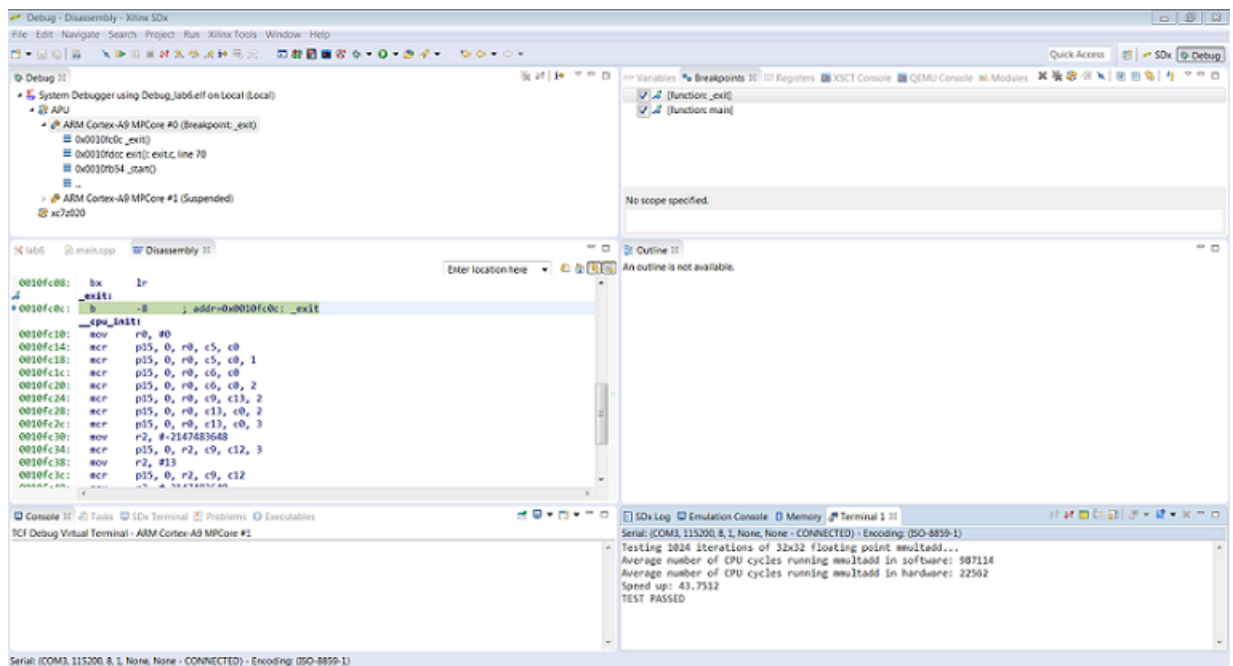 Debug - Disassembly - Xilinx SDx
File Edit Navigate Search Project Run Xilinx Tools Window Help
Quick Access SDx Debug
Debug
System Debugger using Debug_lab6.elf on Local (Local)
APU
ARM Cortex-A9 MPCore #0 (Breakpoint: _exit)
0x0010fc0c _exit()
0x0010fdcc exit(): exit.c, line 70
0x0010fb54 _start()
ARM Cortex-A9 MPCore #1 (Suspended)
xc7z020
Variables Breakpoints Registers XSCT Console QEMU Console Modules
[function: _exit]
[function: main]
No scope specified.
lab6 main.cpp Disassembly
Enter location here
0010fc08: bx lr
_exit:
0010fc0c: b -8 ; addr=0x0010fc0c: _exit
__cpu_init:
0010fc10: mov r0, #0
0010fc14: mcr p15, 0, r0, c5, c0
0010fc18: mcr p15, 0, r0, c5, c0, 1
0010fc1c: mcr p15, 0, r0, c6, c0
0010fc20: mcr p15, 0, r0, c6, c0, 2
0010fc24: mcr p15, 0, r0, c9, c13, 2
0010fc28: mcr p15, 0, r0, c13, c0, 2
0010fc2c: mcr p15, 0, r0, c13, c0, 3
0010fc30: mov r2, #-2147483648
0010fc34: mcr p15, 0, r2, c9, c12, 3
0010fc38: mov r2, #13
0010fc3c: mcr p15, 0, r2, c9, c12
Outline
An outline is not available.
Console Tasks SDx Terminal Problems Executables
TCF Debug Virtual Terminal - ARM Cortex-A9 MPCore #1
SDx Log Emulation Console Memory Terminal 1
Serial: (COM3, 115200, 8, 1, None, None - CONNECTED) - Encoding: (ISO-8859-1)
Testing 1024 iterations of 32x32 floating point mmultadd...
Average number of CPU cycles running mmultadd in software: 987114
Average number of CPU cycles running mmultadd in hardware: 22562
Speed up: 43.7512
TEST PASSED
Serial: (COM3, 115200, 8, 1, None, None - CONNECTED) - Encoding: (ISO-8859-1)